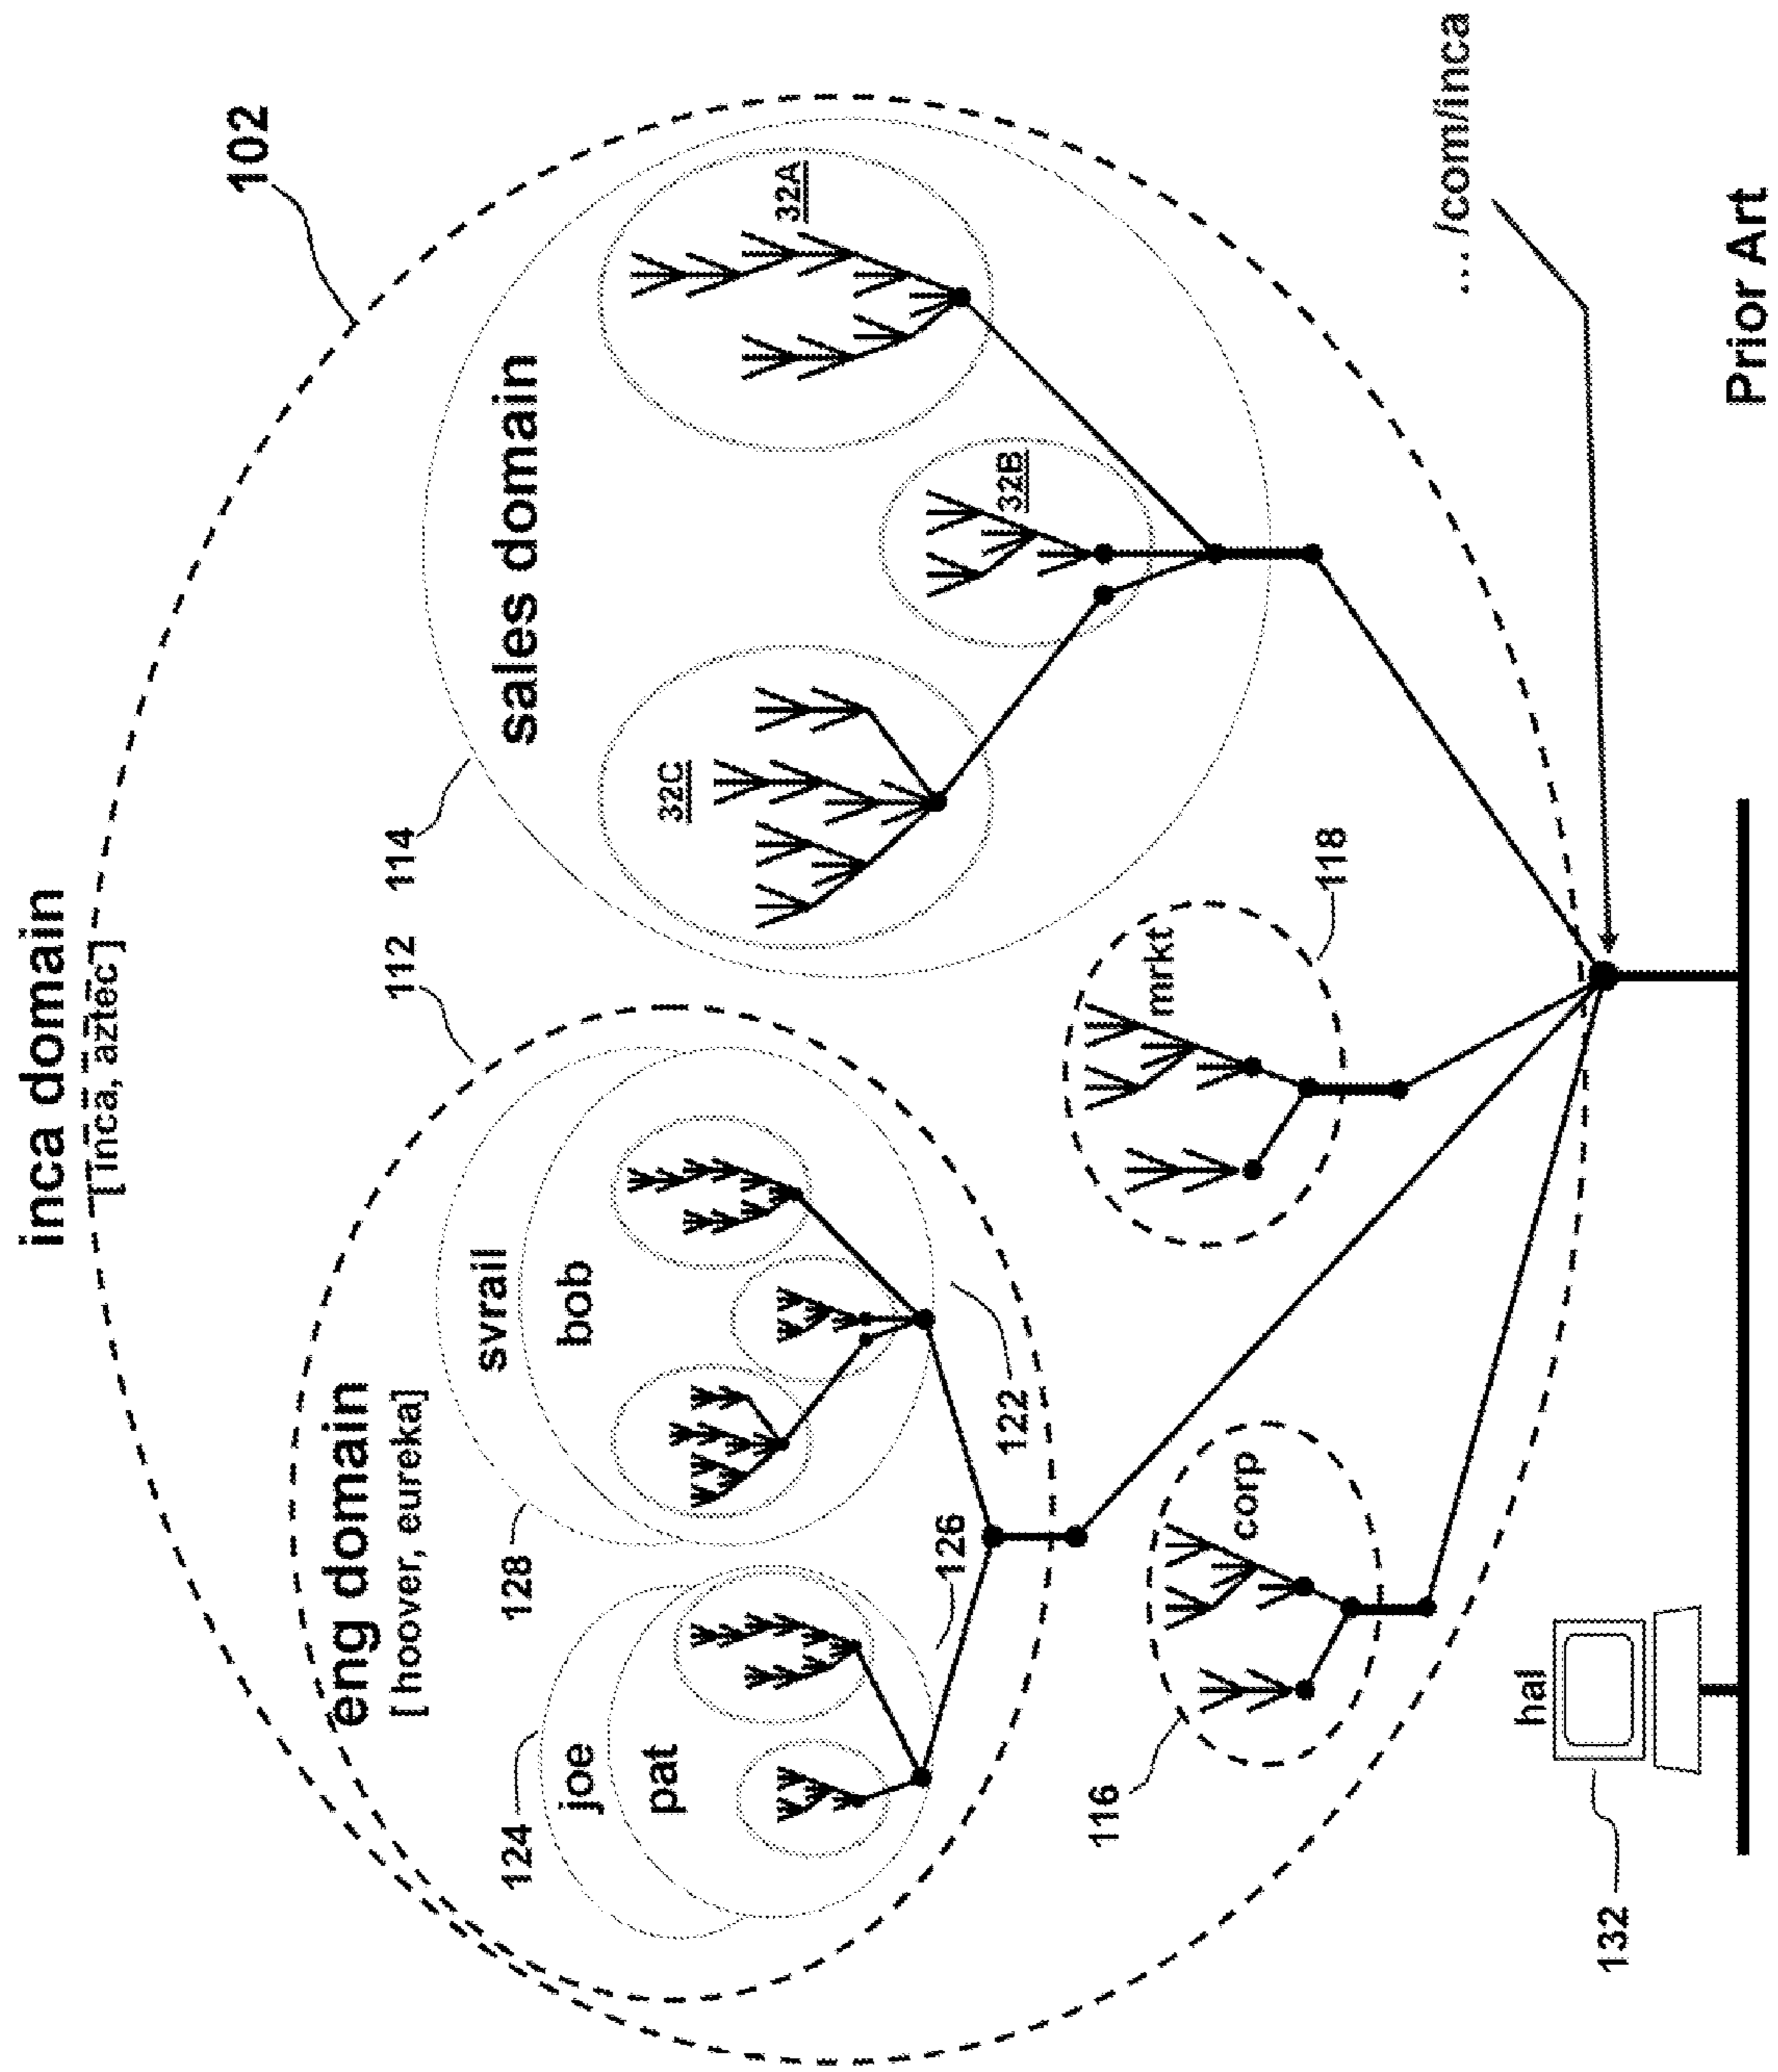 inca domain
[ inca, aztec ]
102
eng domain
[hoover, eureka]
112
114
sales domain
svrail
bob
128
124
joe
pat
32C
32B
32A
122
126
mrkt
118
corp
116
hal
132
.... /com/inca
Prior Art